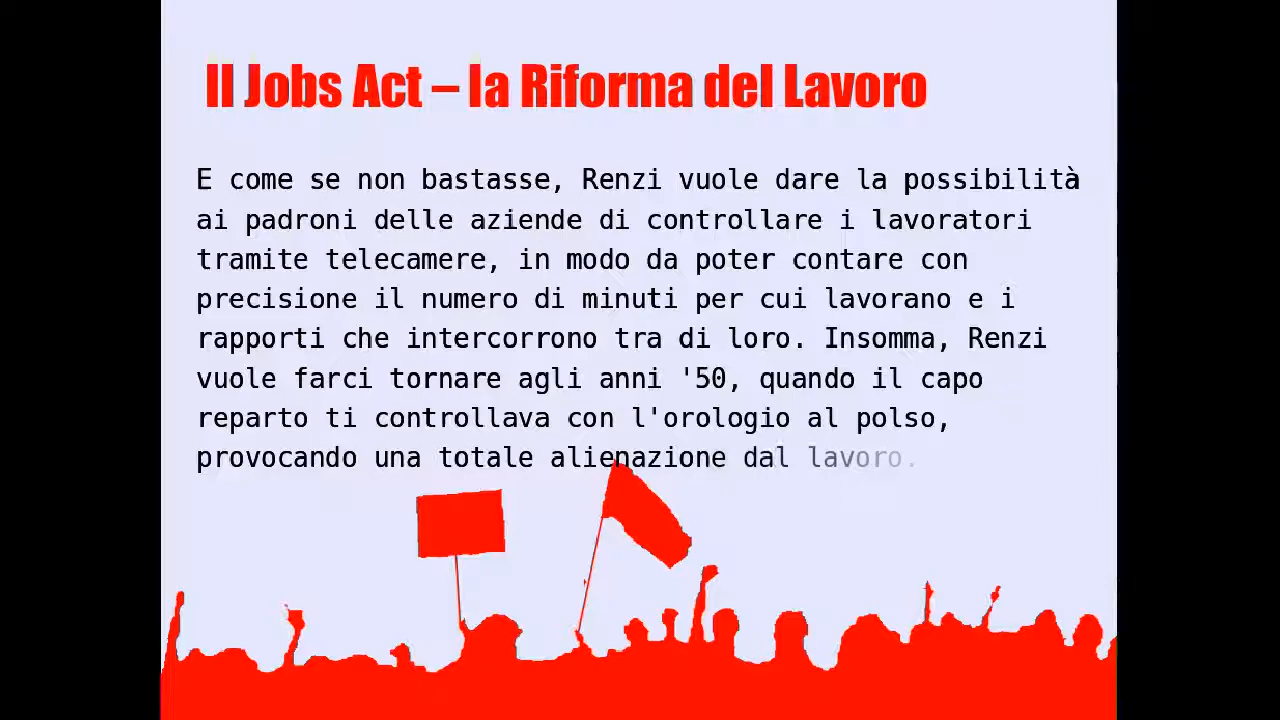 Il Jobs Act – la Riforma del Lavoro
E come se non bastasse, Renzi vuole dare la possibilità
ai padroni delle aziende di controllare i lavoratori
tramite telecamere, in modo da poter contare con
precisione il numero di minuti per cui lavorano e i
rapporti che intercorrono tra di loro. Insomma, Renzi
vuole farci tornare agli anni '50, quando il capo
reparto ti controllava con l'orologio al polso,
provocando una totale alienazione dal lavoro.